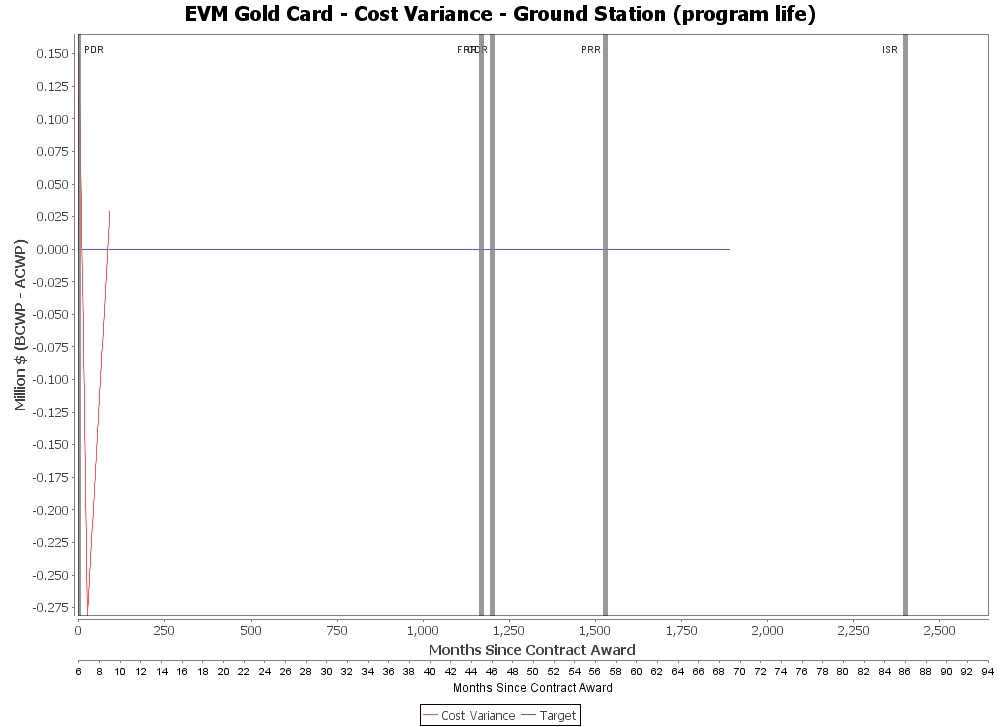 EVM Gold Card - Cost Variance - Ground Station (program life)
PDR
FRR
PRR
ISR
Million $ (BCWP - ACWP)
0.150
0.125
0.100
0.075
0.050
0.025
0.000
-0.025
-0.050
-0.075
-0.100
-0.125
-0.150
-0.175
-0.200
-0.225
-0.250
-0.275
0 250 500 750 1,000 1,250 1,500 1,750 2,000 2,250 2,500
Months Since Contract Award
6 8 10 12 14 16 18 20 22 24 26 28 30 32 34 36 38 40 42 44 46 48 50 52 54 56 58 60 62 64 66 68 70 72 74 76 78 80 82 84 86 88 90 92 94
Months Since Contract Award
Cost Variance Target